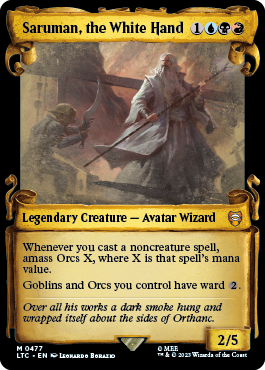 Saruman, the White Hand 1
Legendary Creature — Avatar Wizard
Whenever you cast a noncreature spell,
amass Orcs X, where X is that spell's mana
value.
Goblins and Orcs you control have ward 2.
Over all his works a dark smoke hung and
wrapped itself about the sides of Orthanc.
2/5
M 0477
LTC • EN Leonardo Borazio
© MEE
™ & © 2023 Wizards of the Coast